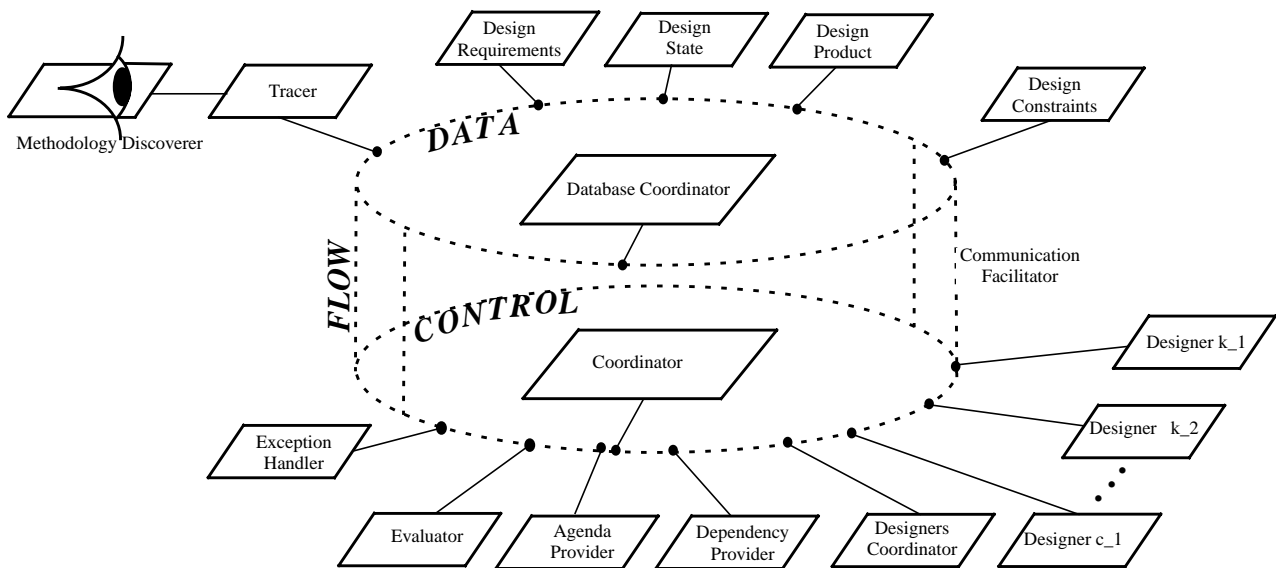 Design
Requirements
Design
State
Design
Product
Design
Constraints
Tracer
Methodology Discoverer
DATA
Database Coordinator
FLOW
Communication
Facilitator
CONTROL
Coordinator
Designer k_1
Designer k_2
Exception
Handler
Evaluator
Agenda
Provider
Dependency
Provider
Designers
Coordinator
Designer c_1